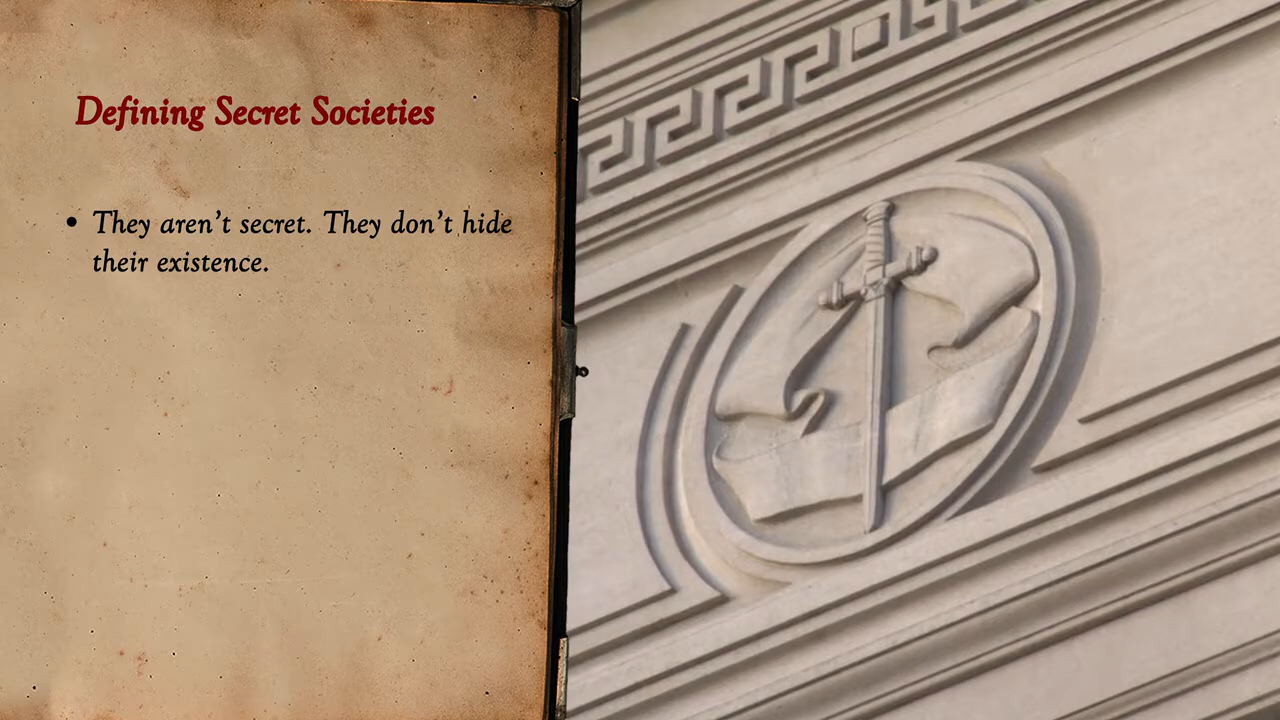 Defining Secret Societies
• They aren't secret. They don't hide
their existence.